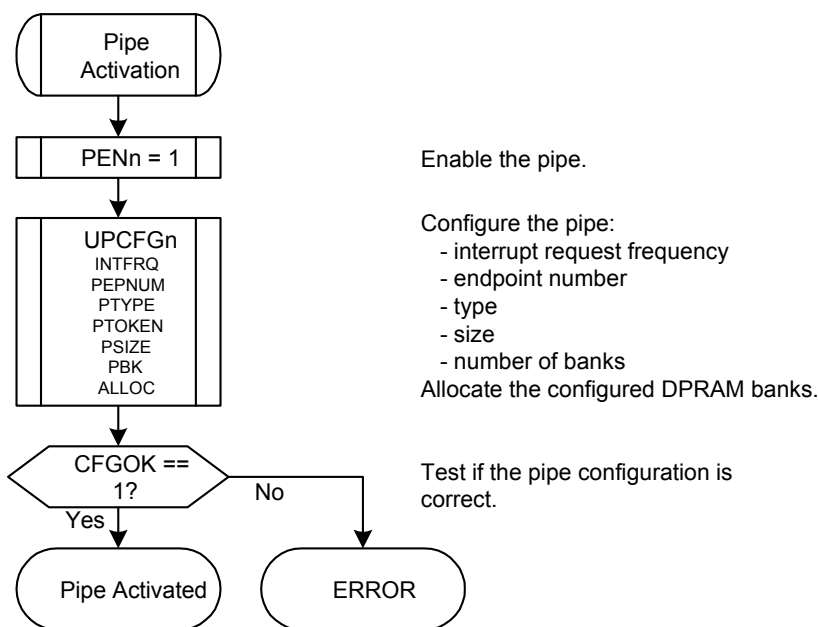 Pipe
Activation
PENn = 1
Enable the pipe.
UPCFGn
INTFRQ
PEPNUM
PTYPE
PTOKEN
PSIZE
PBK
ALLOC
Configure the pipe:
- interrupt request frequency
- endpoint number
- type
- size
- number of banks
Allocate the configured DPRAM banks.
CFGOK ==
1?
Test if the pipe configuration is
correct.
No
Yes
Pipe Activated
ERROR